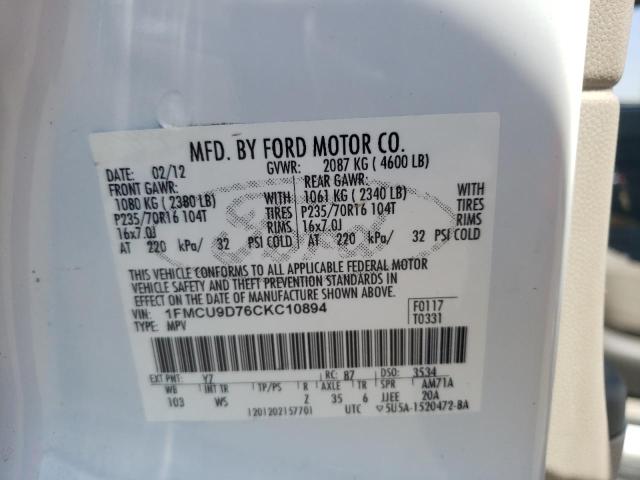 MFD. BY FORD MOTOR CO.
DATE: 02/12 GVWR: 2087 KG ( 4600 LB)
FRONT GAWR: REAR GAWR:
1080 KG ( 2380 LB) WITH 1061 KG ( 2340 LB) WITH
P235/70R16 104T TIRES P235/70R16 104T TIRES
16x7.0J RIMS 16x7.0J RIMS
AT 220 kPa/ 32 PSI COLD AT 220 kPa/ 32 PSI COLD
THIS VEHICLE CONFORMS TO ALL APPLICABLE FEDERAL MOTOR
VEHICLE SAFETY AND THEFT PREVENTION STANDARDS IN
EFFECT ON THE DATE OF MANUFACTURE SHOWN ABOVE.
VIN: 1FMCU9D76CKC10894 F0117
TYPE: MPV T0331
EXT PNT: Y7 RC: B7 DSO: 3534
WB INT TR TP/PS R AXLE TR SPR AM71A
103 WS Z 35 6 JJEE 20A
1201202157701 UTC ▽5U5A-1520472-BA
Ford